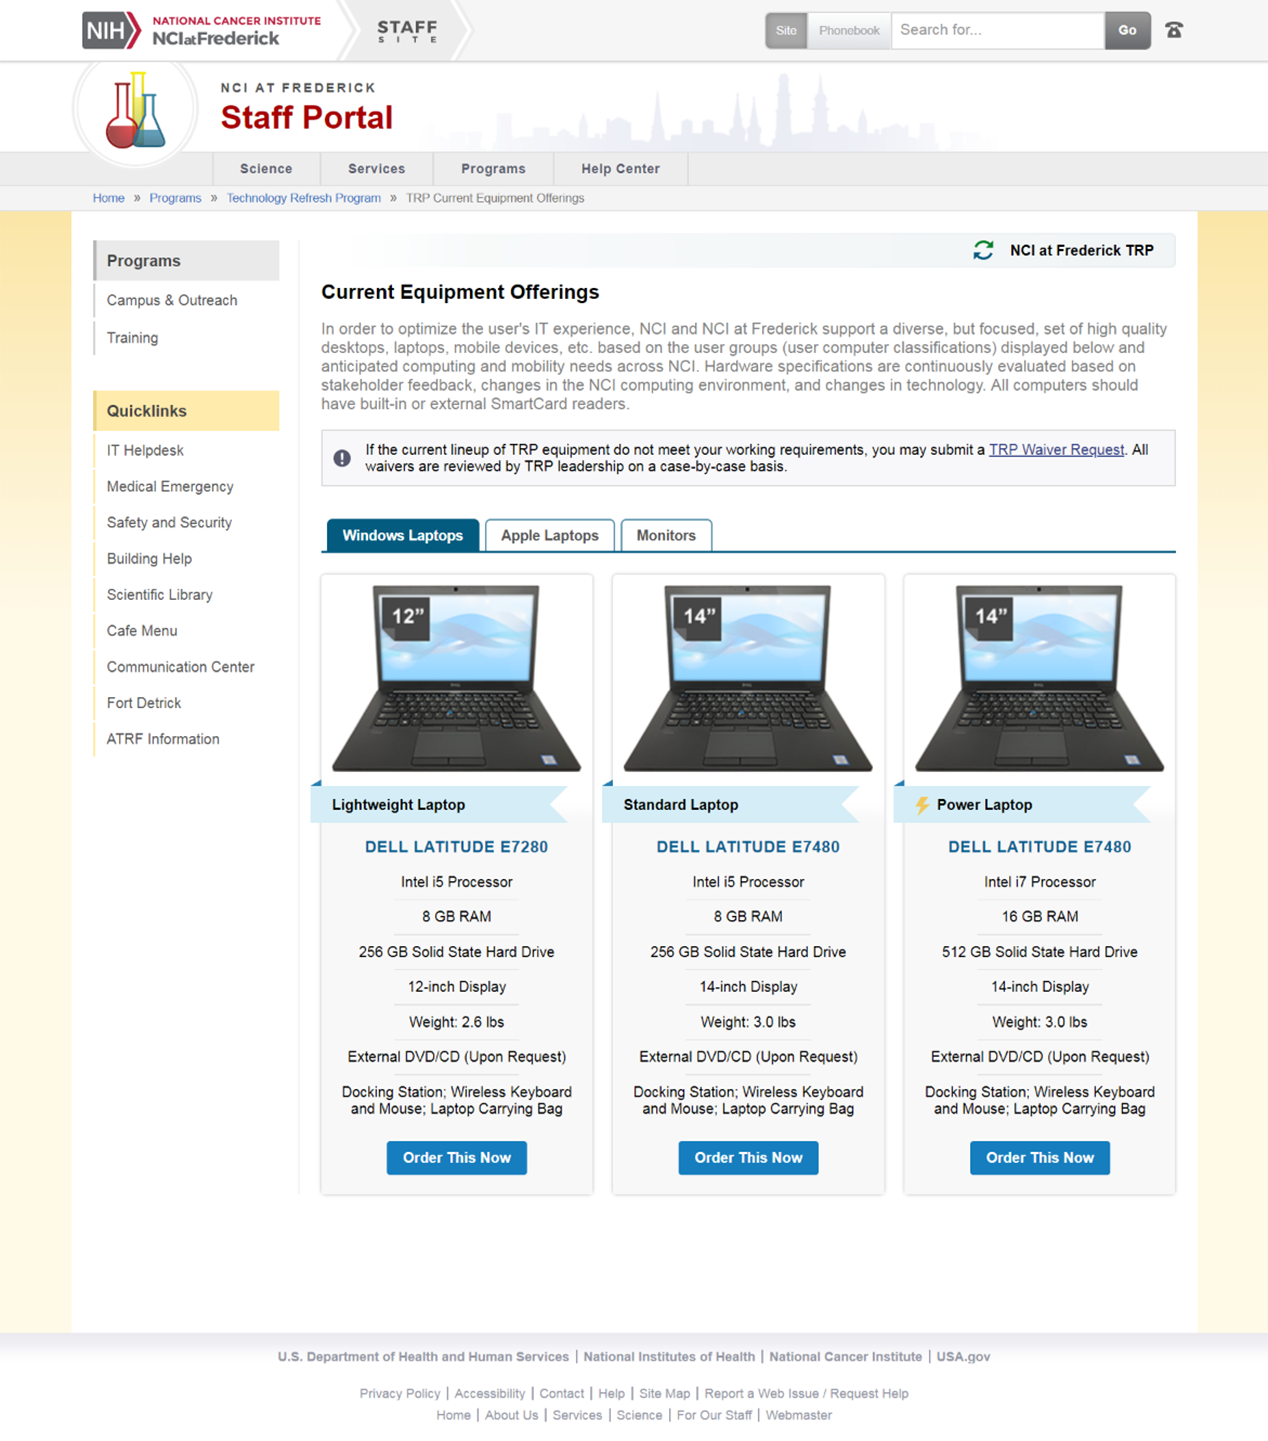 NIH
NATIONAL CANCER INSTITUTE
NCIatFrederick
STAFF
SITE
Site
Phonebook
Search for...
Go
NCI AT FREDERICK
Staff Portal
Science
Services
Programs
Help Center
Home » Programs » Technology Refresh Program » TRP Current Equipment Offerings
Programs
Campus & Outreach
Training
Quicklinks
IT Helpdesk
Medical Emergency
Safety and Security
Building Help
Scientific Library
Cafe Menu
Communication Center
Fort Detrick
ATRF Information
NCI at Frederick TRP
Current Equipment Offerings
In order to optimize the user's IT experience, NCI and NCI at Frederick support a diverse, but focused, set of high quality
desktops, laptops, mobile devices, etc. based on the user groups (user computer classifications) displayed below and
anticipated computing and mobility needs across NCI. Hardware specifications are continuously evaluated based on
stakeholder feedback, changes in the NCI computing environment, and changes in technology. All computers should
have built-in or external SmartCard readers.
If the current lineup of TRP equipment do not meet your working requirements, you may submit a TRP Waiver Request. All
waivers are reviewed by TRP leadership on a case-by-case basis.
Windows Laptops
Apple Laptops
Monitors
12”
Lightweight Laptop
DELL LATITUDE E7280
Intel i5 Processor
8 GB RAM
256 GB Solid State Hard Drive
12-inch Display
Weight: 2.6 lbs
External DVD/CD (Upon Request)
Docking Station; Wireless Keyboard
and Mouse; Laptop Carrying Bag
Order This Now
14”
Standard Laptop
DELL LATITUDE E7480
Intel i5 Processor
8 GB RAM
256 GB Solid State Hard Drive
14-inch Display
Weight: 3.0 lbs
External DVD/CD (Upon Request)
Docking Station; Wireless Keyboard
and Mouse; Laptop Carrying Bag
Order This Now
14”
Power Laptop
DELL LATITUDE E7480
Intel i7 Processor
16 GB RAM
512 GB Solid State Hard Drive
14-inch Display
Weight: 3.0 lbs
External DVD/CD (Upon Request)
Docking Station; Wireless Keyboard
and Mouse; Laptop Carrying Bag
Order This Now
U.S. Department of Health and Human Services | National Institutes of Health | National Cancer Institute | USA.gov
Privacy Policy | Accessibility | Contact | Help | Site Map | Report a Web Issue / Request Help
Home | About Us | Services | Science | For Our Staff | Webmaster